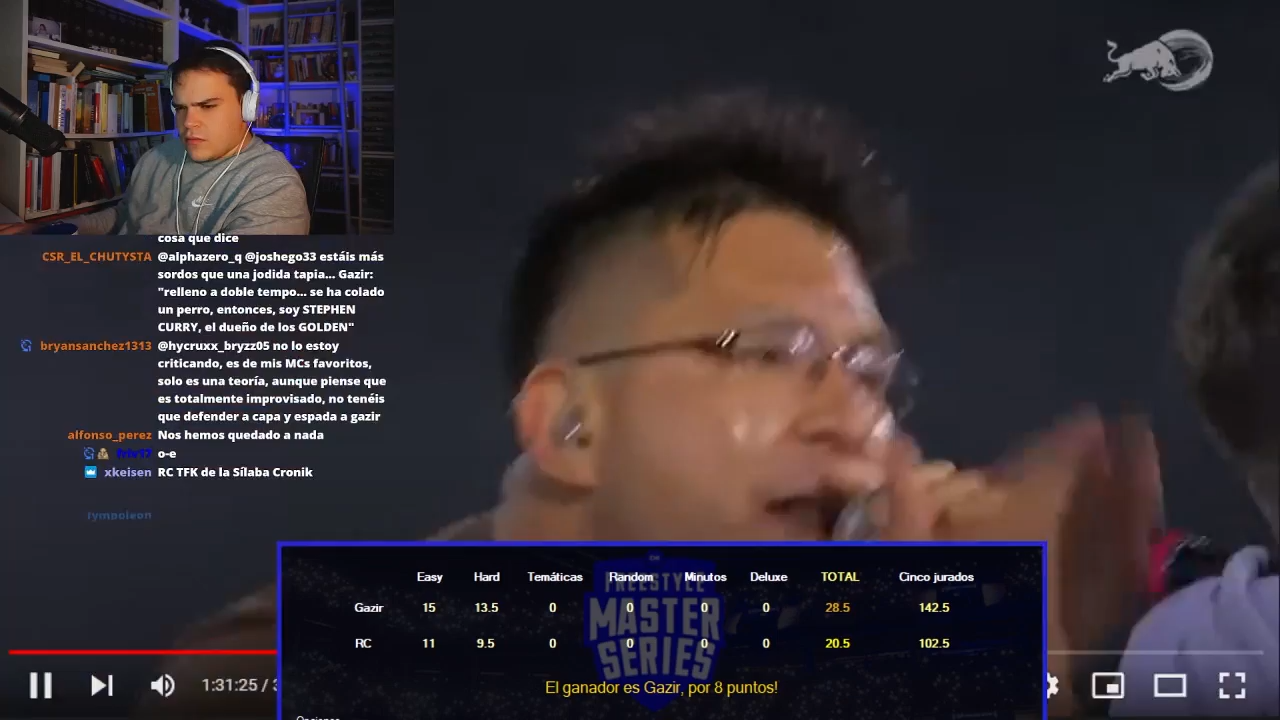 cosa que dice
CSR_EL_CHUTYSTA @alphazero_q @joshego33 estáis más
sordos que una jodida tapia... Gazir:
"relleno a doble tempo... se ha colado
un perro, entonces, soy STEPHEN
CURRY, el dueño de los GOLDEN"
bryansanchez1313 @hycruxx_bryzz05 no lo estoy
criticando, es de mis MCs favoritos,
solo es una teoría, aunque piense que
es totalmente improvisado, no tenéis
que defender a capa y espada a gazir
alfonso_perez Nos hemos quedado a nada
o-e
xkeisen RC TFK de la Sílaba Cronik
tympoleon
FREESTYLE
MASTER
SERIES
Easy Hard Temáticas Random Minutos Deluxe TOTAL Cinco jurados
Gazir 15 13.5 0 0 0 0 28.5 142.5
RC 11 9.5 0 0 0 0 20.5 102.5
El ganador es Gazir, por 8 puntos!
1:31:25 /
Opciones